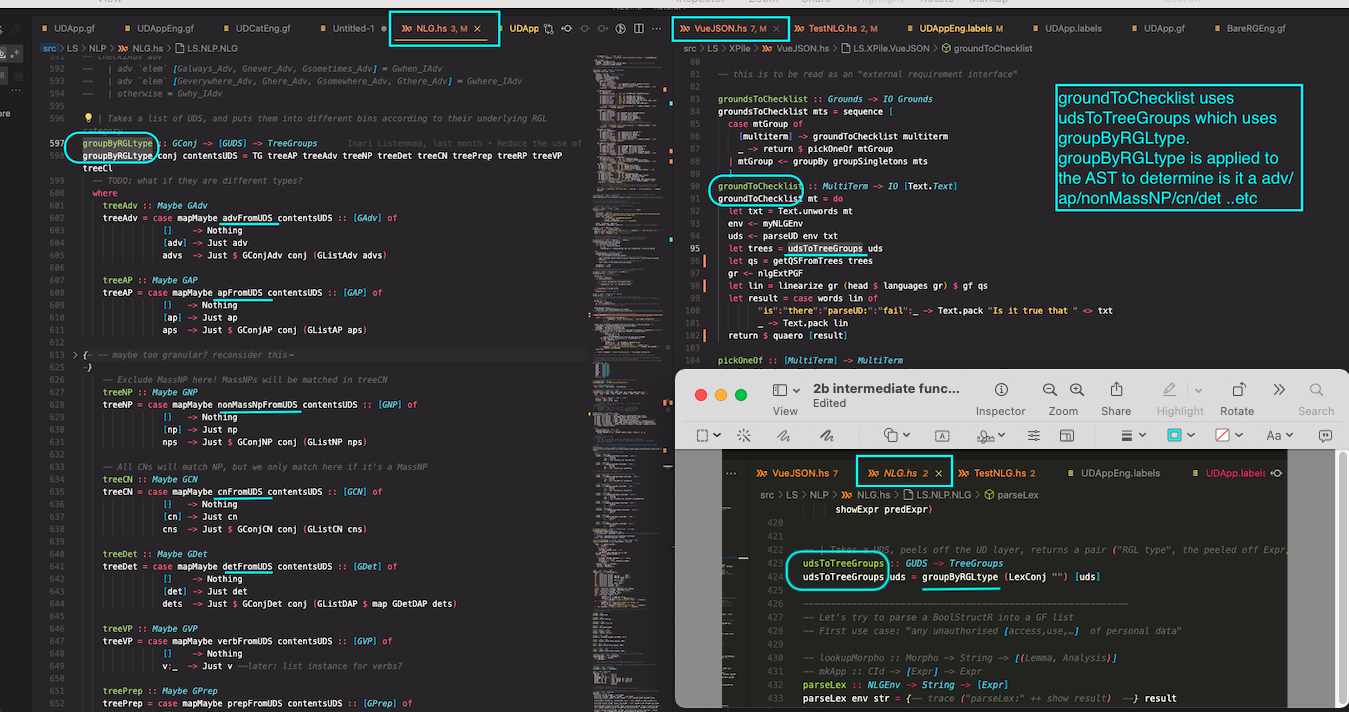 UDApp.gf
UDAppEng.gf
UDCatEng.gf
Untitled-1
NLG.hs 3, M
UDApp
src > LS > NLP > NLG.hs > LS.NLP.NLG
591 -- checkIAdv adv
592 -- | adv `elem` [Galways_Adv, Gnever_Adv, Gsometimes_Adv] = Gwhen_IAdv
593 -- | adv `elem` [Geverywhere_Adv, Ghere_Adv, Gsomewhere_Adv, Gthere_Adv] = Gwhere_IAdv
594 -- | otherwise = Gwhy_IAdv
595
596 | Takes a list of UDS, and puts them into different bins according to their underlying RGL
category.
597 groupByRGLtype :: GConj -> [GUDS] -> TreeGroups Inari Listenmaa, last month • Reduce the use of
598 groupByRGLtype conj contentsUDS = TG treeAP treeAdv treeNP treeDet treeCN treePrep treeRP treeVP
treeCl
599 -- TODO: what if they are different types?
600 where
601 treeAdv :: Maybe GAdv
602 treeAdv = case mapMaybe advFromUDS contentsUDS :: [GAdv] of
603 [] -> Nothing
604 [adv] -> Just adv
605 advs -> Just $ GConjAdv conj (GListAdv advs)
606
607 treeAP :: Maybe GAP
608 treeAP = case mapMaybe apFromUDS contentsUDS :: [GAP] of
609 [] -> Nothing
610 [ap] -> Just ap
611 aps -> Just $ GConjAP conj (GListAP aps)
612
613 {- -- maybe too granular? reconsider this-
625 -}
626 -- Exclude MassNP here! MassNPs will be matched in treeCN
627 treeNP :: Maybe GNP
628 treeNP = case mapMaybe nonMassNpFromUDS contentsUDS :: [GNP] of
629 [] -> Nothing
630 [np] -> Just np
631 nps -> Just $ GConjNP conj (GListNP nps)
632
633 -- All CNs will match NP, but we only match here if it's a MassNP
634 treeCN :: Maybe GCN
635 treeCN = case mapMaybe cnFromUDS contentsUDS :: [GCN] of
636 [] -> Nothing
637 [cn] -> Just cn
638 cns -> Just $ GConjCN conj (GListCN cns)
639
640 treeDet :: Maybe GDet
641 treeDet = case mapMaybe detFromUDS contentsUDS :: [GDet] of
642 [] -> Nothing
643 [det] -> Just det
644 dets -> Just $ GConjDet conj (GListDAP $ map GDetDAP dets)
645
646 treeVP :: Maybe GVP
647 treeVP = case mapMaybe verbFromUDS contentsUDS :: [GVP] of
648 [] -> Nothing
649 v:_ -> Just v --later: list instance for verbs?
650
651 treePrep :: Maybe GPrep
652 treePrep = case mapMaybe prepFromUDS contentsUDS :: [GPrep] of
VueJSON.hs 7, M
TestNLG.hs 2, M
UDAppEng.labels M
UDApp.labels
UDApp.gf
BareRGEng.gf
src > LS > XPile > VueJSON.hs > LS.XPile.VueJSON > groundToChecklist
80
81 -- this is to be read as an "external requirement interface"
82
83 groundsToChecklist :: Grounds -> IO Grounds
84 groundsToChecklist mts = sequence [
85 case mtGroup of
86 [multiterm] -> groundToChecklist multiterm
87 _ -> return $ pickOneOf mtGroup
88 | mtGroup <- groupBy groupSingletons mts
89 ]
90 groundToChecklist :: MultiTerm -> IO [Text.Text]
91 groundToChecklist mt = do
92 let txt = Text.unwords mt
93 env <- myNLGEnv
94 uds <- parseUD env txt
95 let trees = udsToTreeGroups uds
96 let qs = getQSFromTrees trees
97 gr <- nlgExtPGF
98 let lin = linearize gr (head $ languages gr) $ gf qs
99 let result = case words lin of
100 "is":"there":"parseUD:":"fail":_ -> Text.pack "Is it true that " <> txt
101 _ -> Text.pack lin
102 return $ quaero [result]
103
104 pickOneOf :: [MultiTerm] -> MultiTerm
groundToChecklist uses
udsToTreeGroups which uses
groupByRGLtype.
groupByRGLtype is applied to
the AST to determine is it a adv/
ap/nonMassNP/cn/det ..etc
2b intermediate func...
Edited
View
Inspector
Zoom
Share
Highlight
Rotate
Search
VueJSON.hs 7
NLG.hs 2
TestNLG.hs 2
UDAppEng.labels
UDApp.labels
src > LS > NLP > NLG.hs > LS.NLP.NLG > parseLex
showExpr predExpr)
420
421
422 -- | Takes a UDS, peels off the UD layer, returns a pair ("RGL type", the peeled off Expr,
423 udsToTreeGroups :: GUDS -> TreeGroups
424 udsToTreeGroups uds = groupByRGLtype (LexConj "") [uds]
425
426
427 -- Let's try to parse a BoolStructR into a GF list
428 -- First use case: "any unauthorised [access,use,…] of personal data"
429
430 -- lookupMorpho :: Morpho -> String -> [(Lemma, Analysis)]
431 -- mkApp :: CId -> [Expr] -> Expr
432 parseLex :: NLGEnv -> String -> [Expr]
433 parseLex env str = {-- trace ("parseLex:" ++ show result) --} result